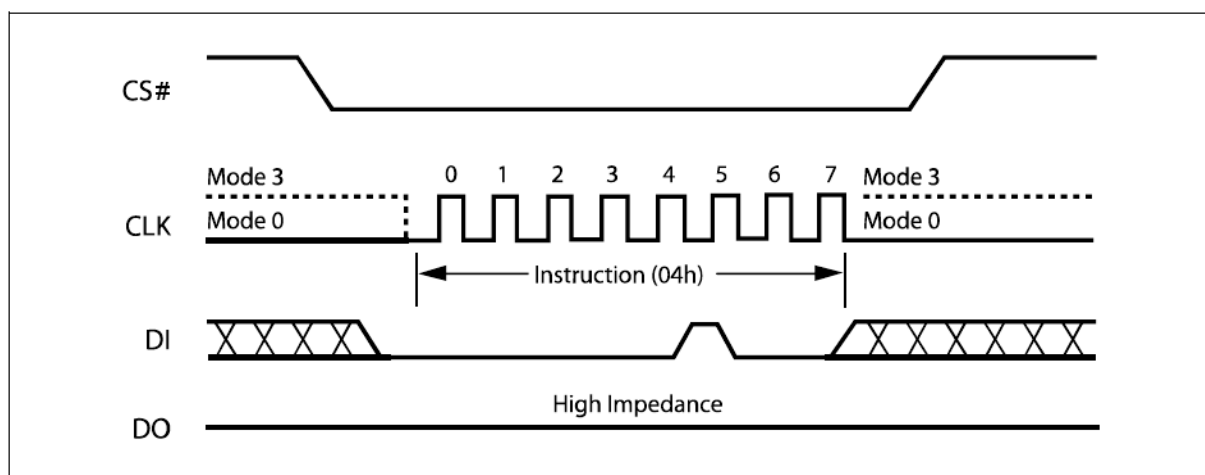 CS#
0 1 2 3 4 5 6 7
Mode 3 Mode 3
CLK Mode 0 Mode 0
Instruction (04h)
DI
High Impedance
DO